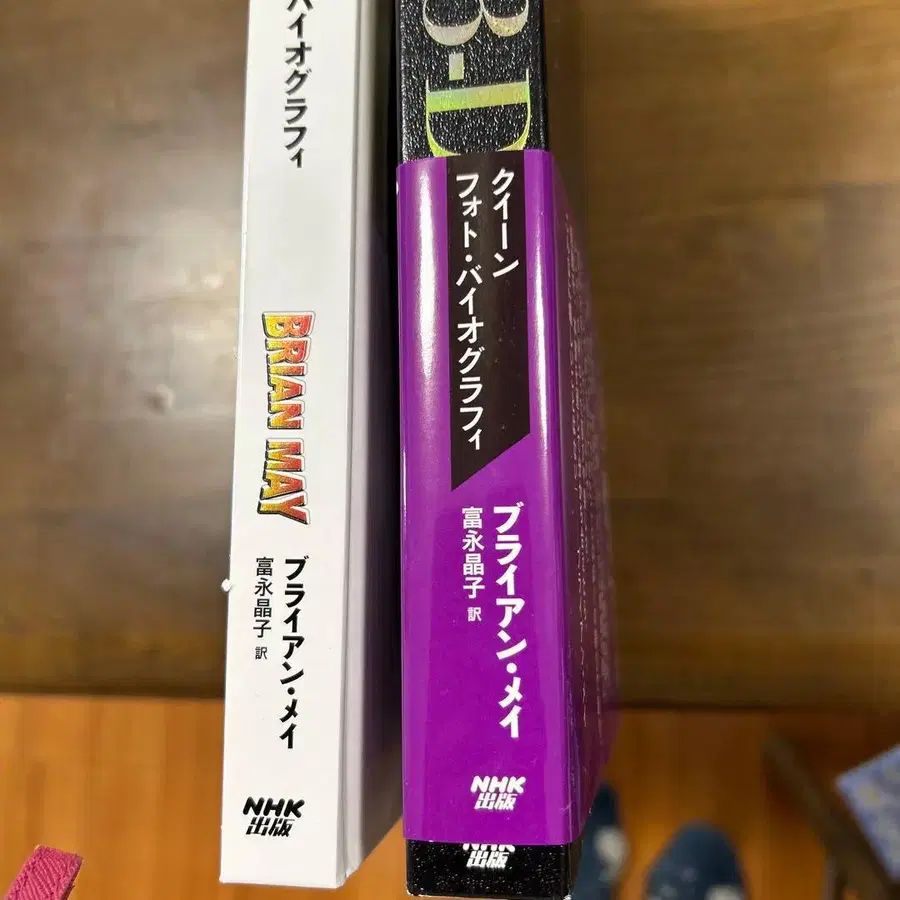 バイオグラフィ
BRIAN MAY
ブライアン・メイ
富永晶子 訳
NHK
出版
3-D
クイーン
フォト・バイオグラフィ
ブライアン・メイ
富永晶子 訳
NHK
出版
NHK
出版